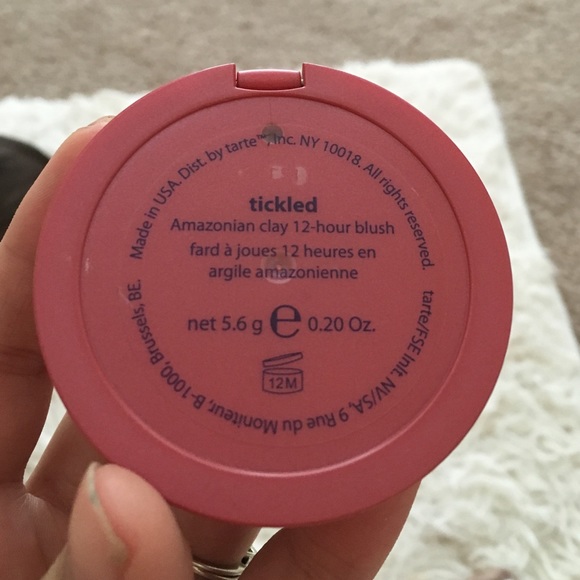 Made in USA. Dist. by tarte™, Inc. NY 10018. All rights reserved.
tickled
Amazonian clay 12-hour blush
fard à joues 12 heures en
argile amazonienne
net 5.6 g e 0.20 Oz.
12M
tarte/FSE Intl. NV/SA, 9 Rue du Moniteur, B-1000, Brussels, BE.